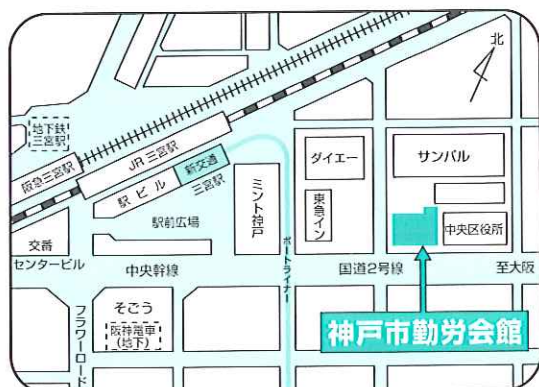 北
地下鉄
三宮駅
阪急三宮駅
JR 三宮駅
新交通
三宮駅
駅ビル
駅前広場
ミント神戸
ダイエー
サンパル
東急イン
中央区役所
交番
センタービル
中央幹線
ポートライナー
国道2号線
至大阪
そごう
阪神電車
(地下)
フラワーロード
神戸市勤労会館